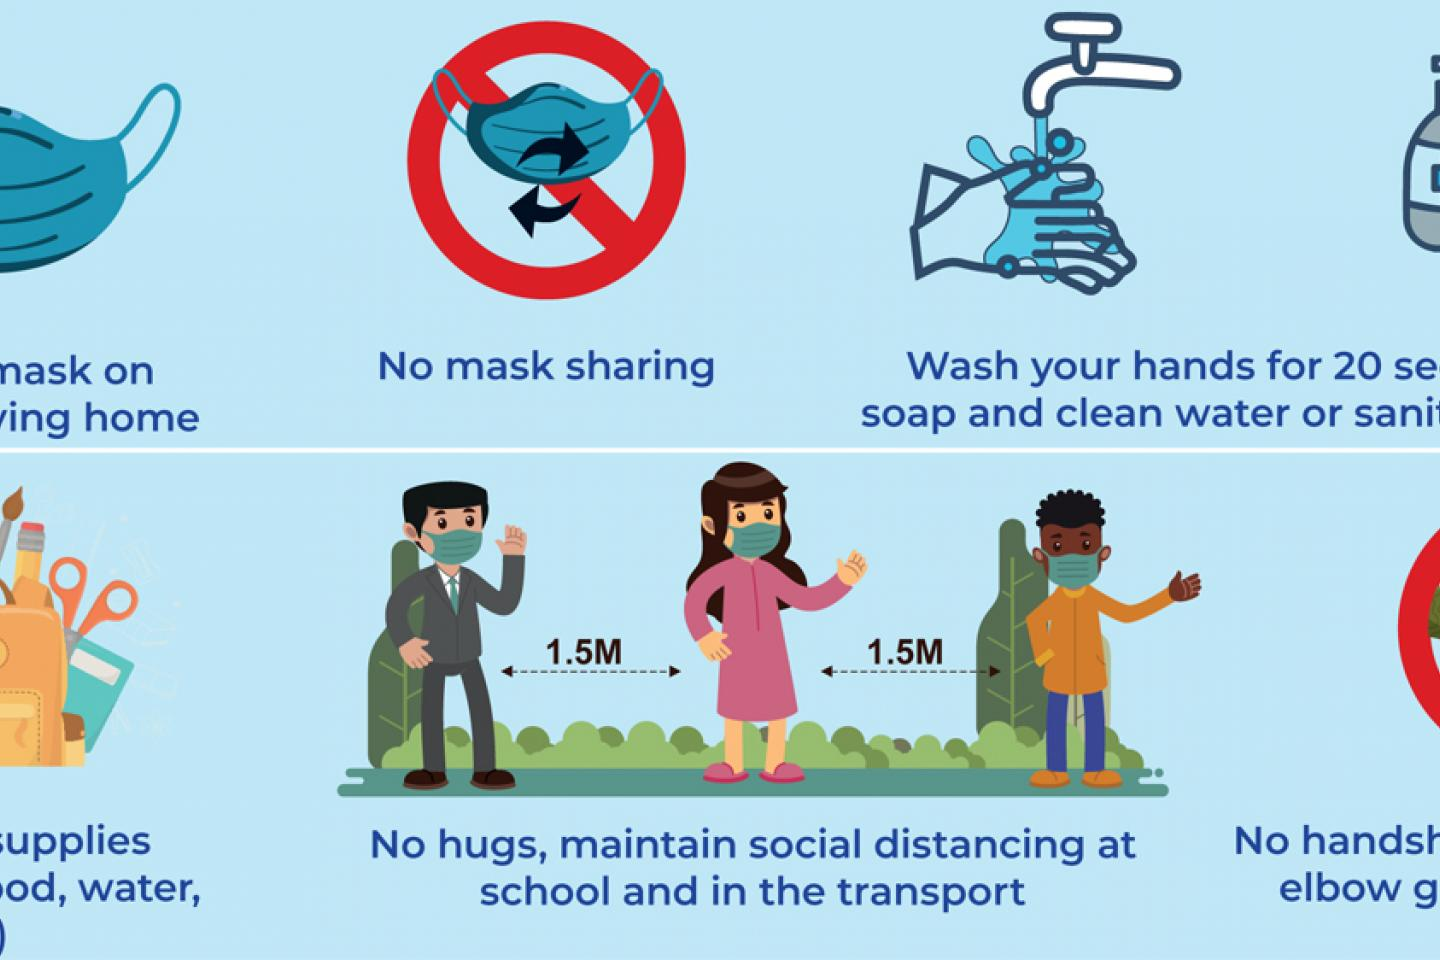 mask on
ving home
No mask sharing
Wash your hands for 20 se
soap and clean water or sanit
1.5M
1.5M
supplies
ood, water,
)
No hugs, maintain social distancing at
school and in the transport
No handsh
elbow g